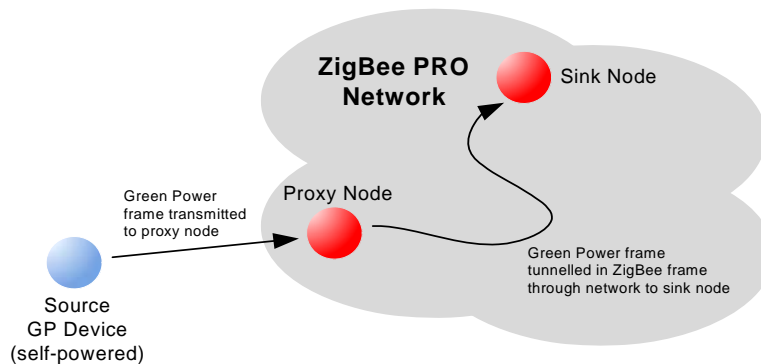 ZigBee PRO
Network
Sink Node
Green Power
frame transmitted
to proxy node
Proxy Node
Green Power frame
tunnelled in ZigBee frame
through network to sink node
Source
GP Device
(self-powered)